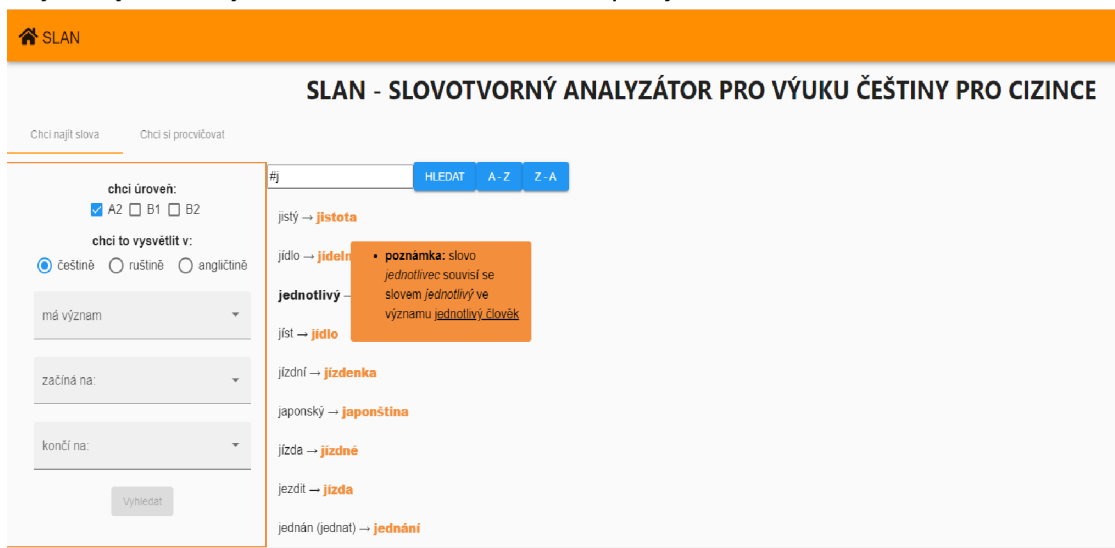 SLAN
SLAN - SLOVOTVORNÝ ANALYZÁTOR PRO VÝUKU ČEŠTINY PRO CIZINCE
Chci najít slova
Chci si procvičovat
chci úroveň:
A2 B1 B2
chci to vysvětlit v:
češtině ruštině angličtině
má význam
začíná na:
končí na:
Vyhledat
#j
HLEDAT A - Z Z - A
jistý → jistota
jídlo →
jednotlivý
jíst → jídlo
jízdní → jízdenka
japonský → japonština
jízda → jízdné
jezdit → jízda
jednán (jednat) → jednání
• poznámka: slovo
jednotlivec souvisí se
slovem jednotlivý ve
významu jednotlivý člověk